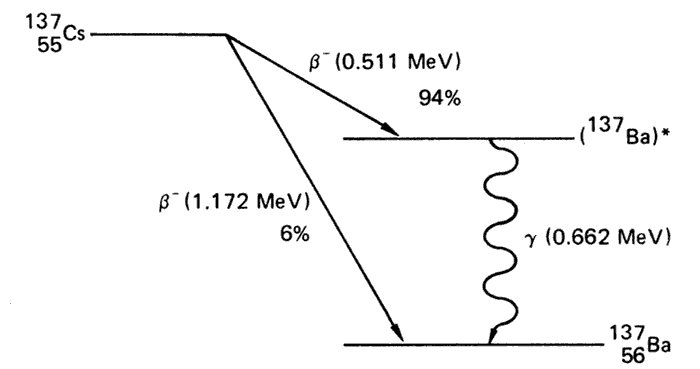 137
55Cs
β⁻ (0.511 MeV)
94%
(137Ba)*
β⁻ (1.172 MeV)
6%
γ (0.662 MeV)
137
56Ba